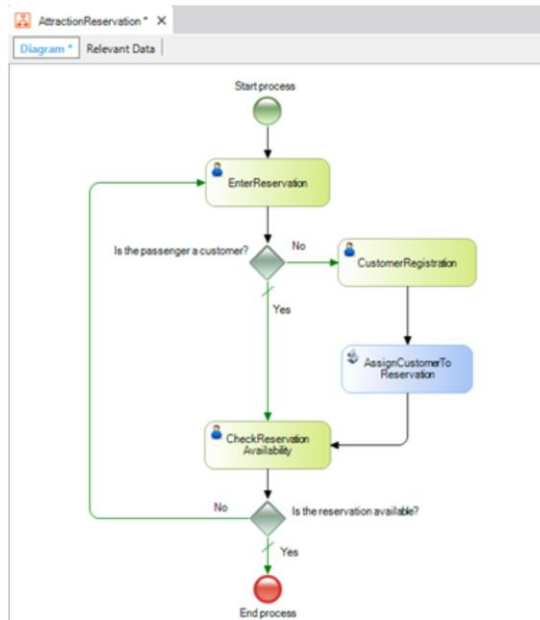 AttractionReservation *
Diagram *
Relevant Data
Start process
EnterReservation
Is the passenger a customer?
No
CustomerRegistration
Yes
AssignCustomerTo
Reservation
CheckReservation
Availability
No
Is the reservation available?
Yes
End process